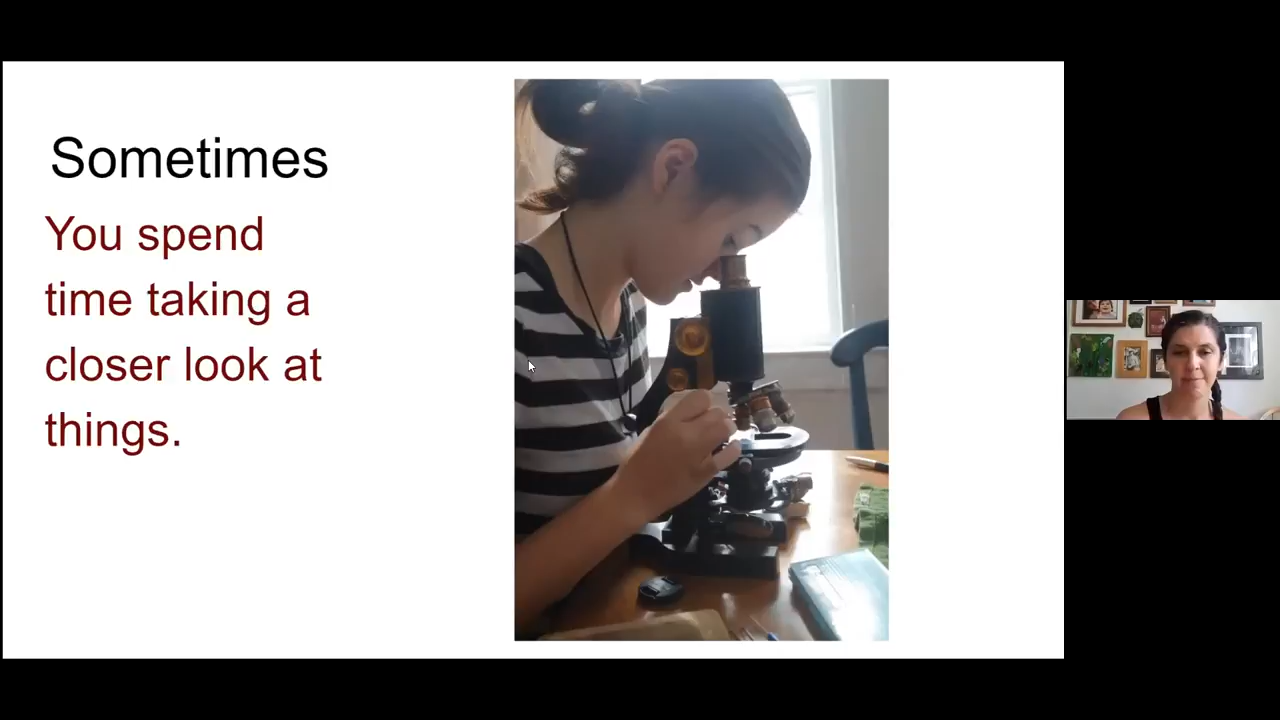 Sometimes
You spend
time taking a
closer look at
things.